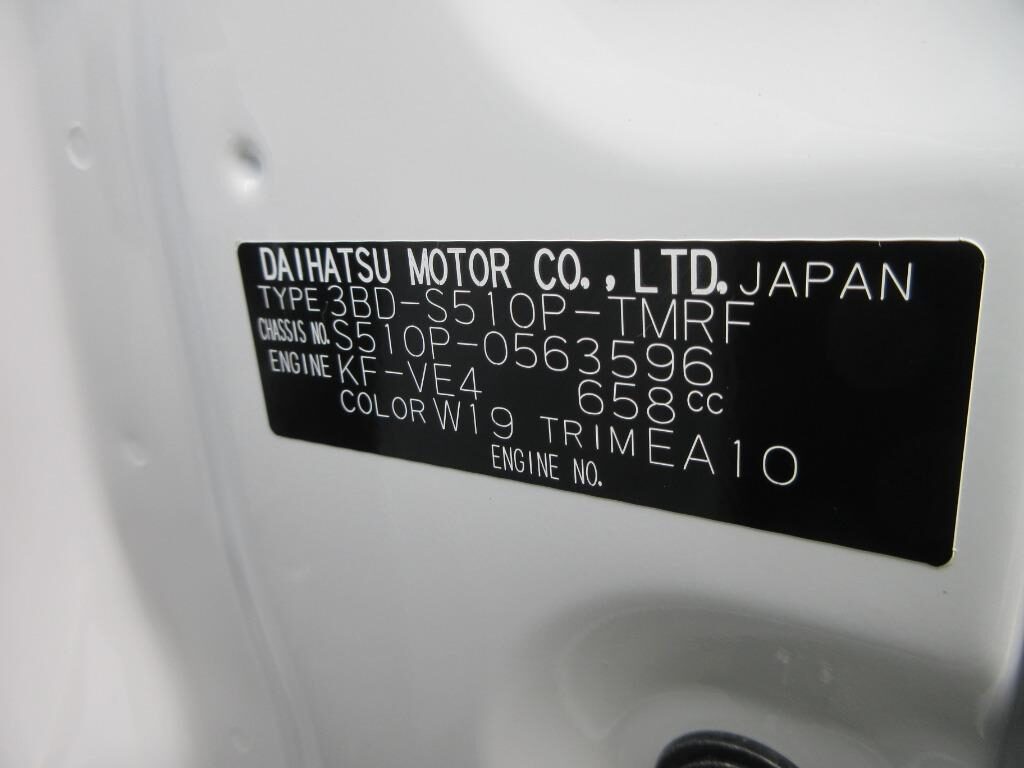 DAIHATSU MOTOR CO., LTD. JAPAN
TYPE 3BD-S510P-TMRF
CHASSIS NO. S510P-0563596
ENGINE KF-VE4 658cc
COLOR W19 TRIM EA10
ENGINE NO.